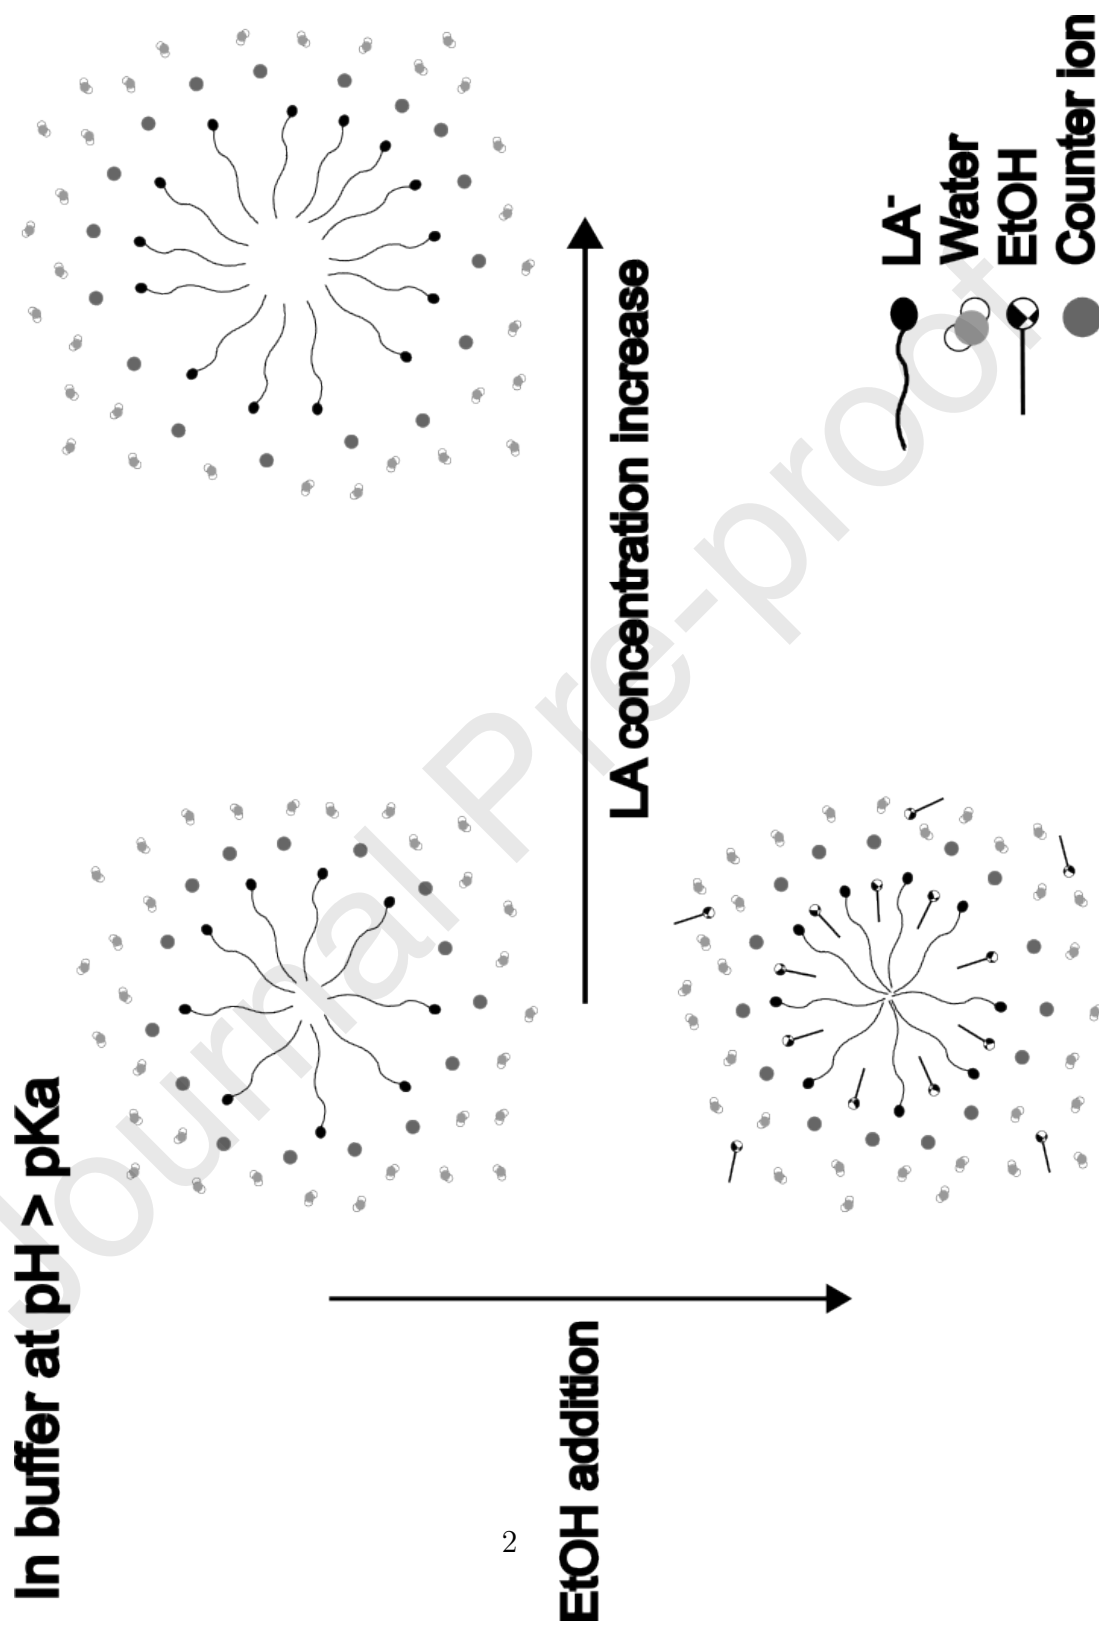 In buffer at pH > pKa
EtOH addition
LA concentration increase
LA-
Water
EtOH
Counter ion
Journal Pre-proof
2